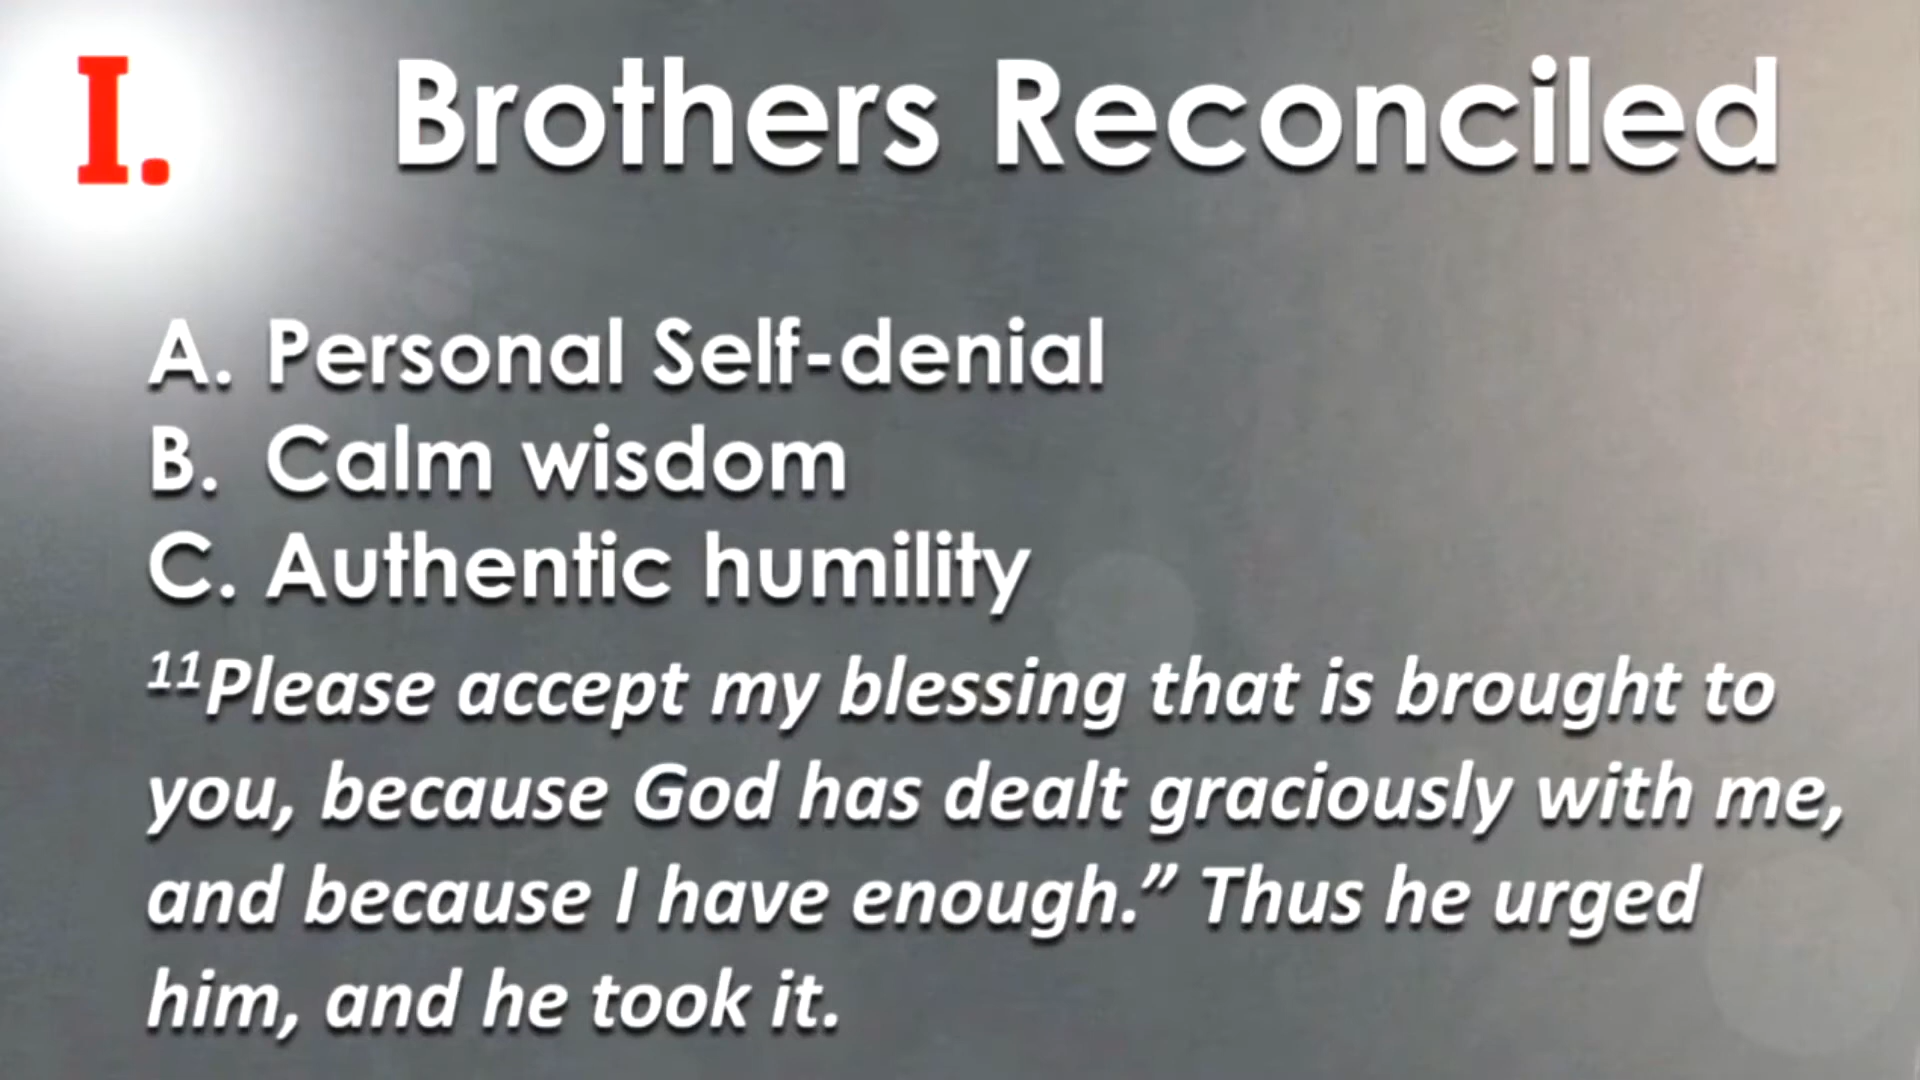 I. Brothers Reconciled
A. Personal Self-denial
B. Calm wisdom
C. Authentic humility
¹¹Please accept my blessing that is brought to
you, because God has dealt graciously with me,
and because I have enough.” Thus he urged
him, and he took it.